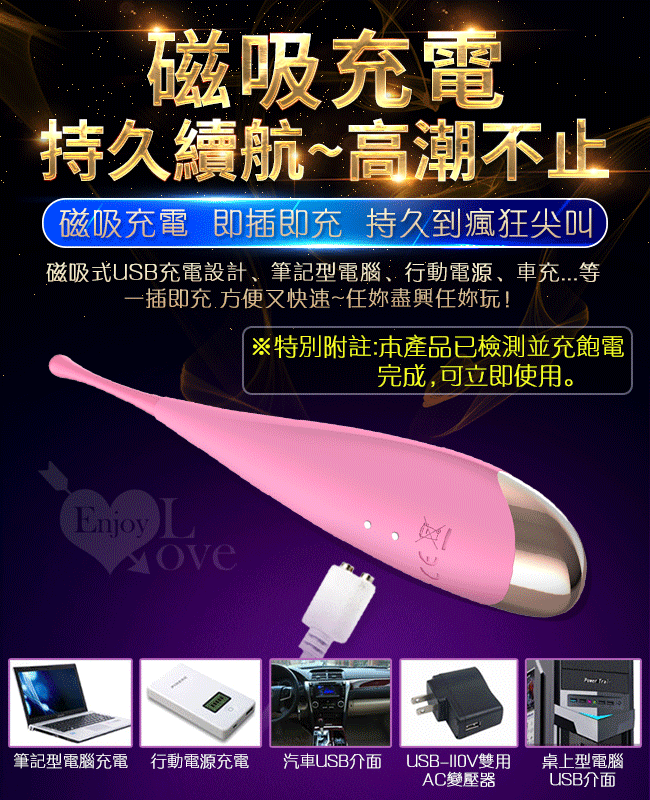 磁吸充電
持久續航~高潮不止
磁吸充電 即插即充 持久到瘋狂尖叫
磁吸式USB充電設計、筆記型電腦、行動電源、車充...等
一插即充.方便又快速~任妳盡興任妳玩!
※特別附註:本產品已檢測並充飽電
完成,可立即使用。
Enjoy Love
CE
Power Tra
筆記型電腦充電
行動電源充電
汽車USB介面
USB-110V雙用
AC變壓器
桌上型電腦
USB介面